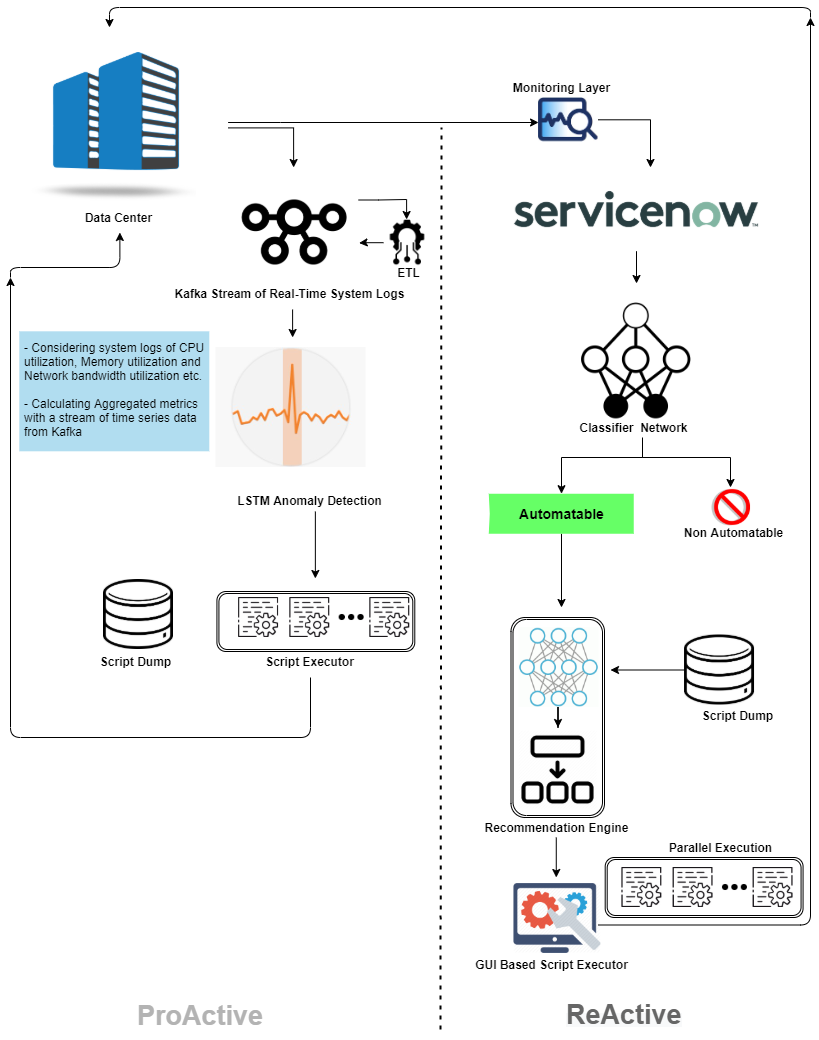 Monitoring Layer
servicenow™
Data Center
ETL
Kafka Stream of Real-Time System Logs
- Considering system logs of CPU
utilization, Memory utilization and
Network bandwidth utilization etc.
- Calculating Aggregated metrics
with a stream of time series data
from Kafka
LSTM Anomaly Detection
Script Dump
Script Executor
Classifier Network
Automatable
Non Automatable
Script Dump
Recommendation Engine
Parallel Execution
GUI Based Script Executor
ProActive
ReActive